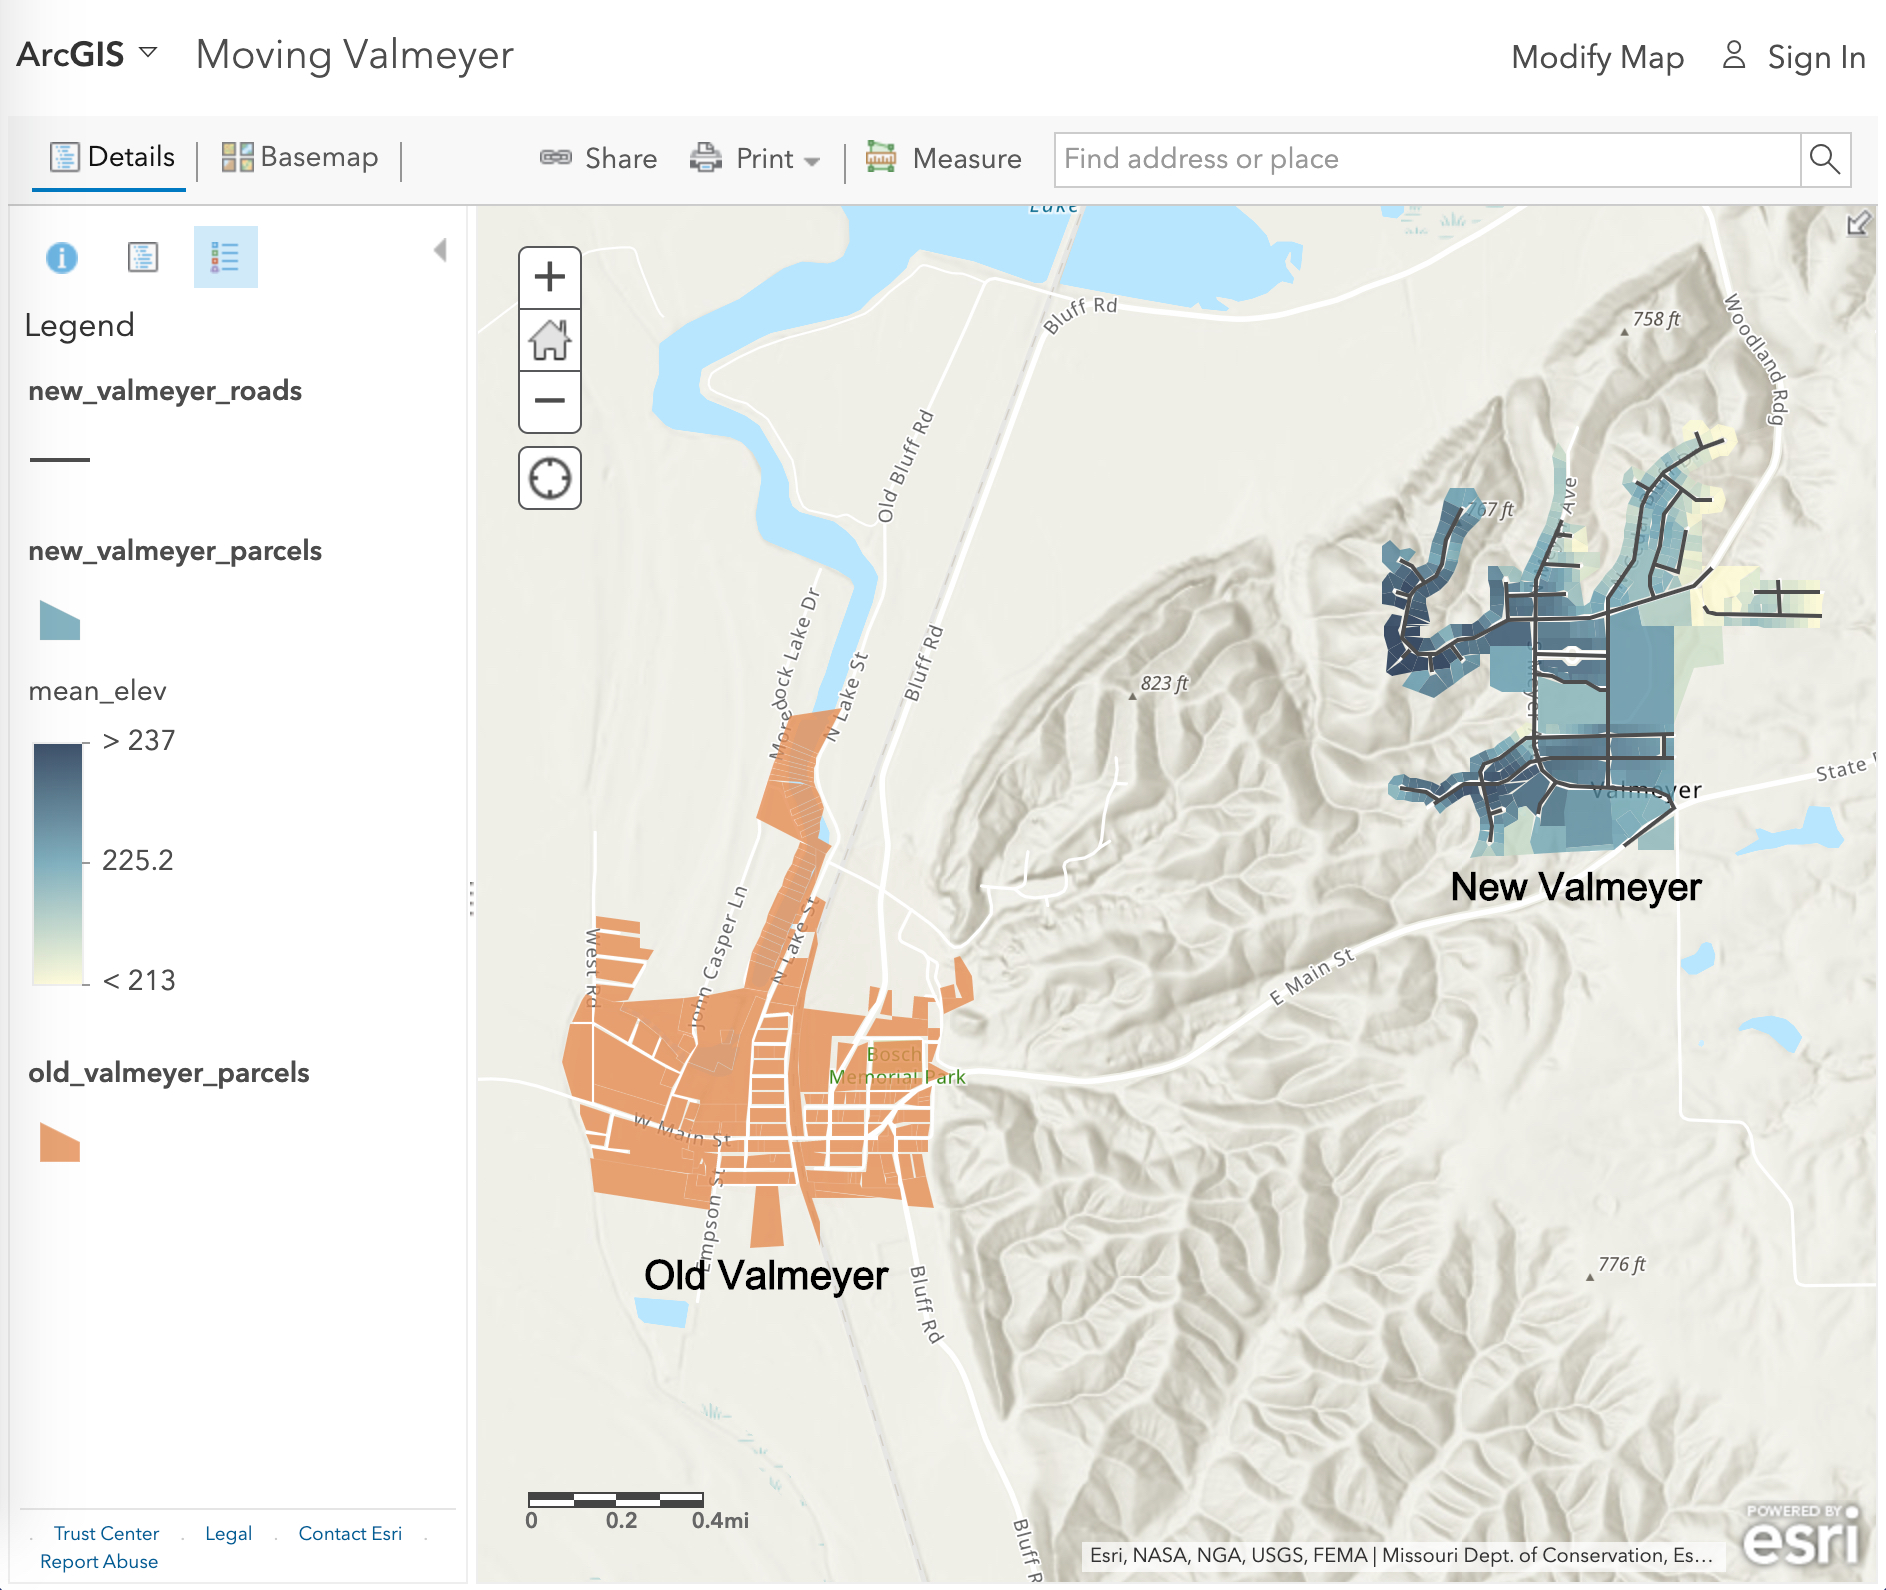 ArcGIS Moving Valmeyer Modify Map Sign In
Details Basemap Share Print Measure Find address or place
Legend
new_valmeyer_roads
new_valmeyer_parcels
mean_elev
> 237
225.2
< 213
old_valmeyer_parcels
Trust Center Legal Contact Esri
Report Abuse
Lake
Bluff Rd
758 ft
Woodland Rdg
Old Bluff Rd
767 ft
Ave
Moredock Lake Dr
N Lake St
Bluff Rd
823 ft
Valmeyer
State
New Valmeyer
West Rd
John Casper Ln
N Lake St
E Main St
Bosch
Memorial Park
W Main St
Empson St
Old Valmeyer
Bluff Rd
776 ft
Bluff R
0 0.2 0.4mi
Esri, NASA, NGA, USGS, FEMA | Missouri Dept. of Conservation, Es...
POWERED BY
esri